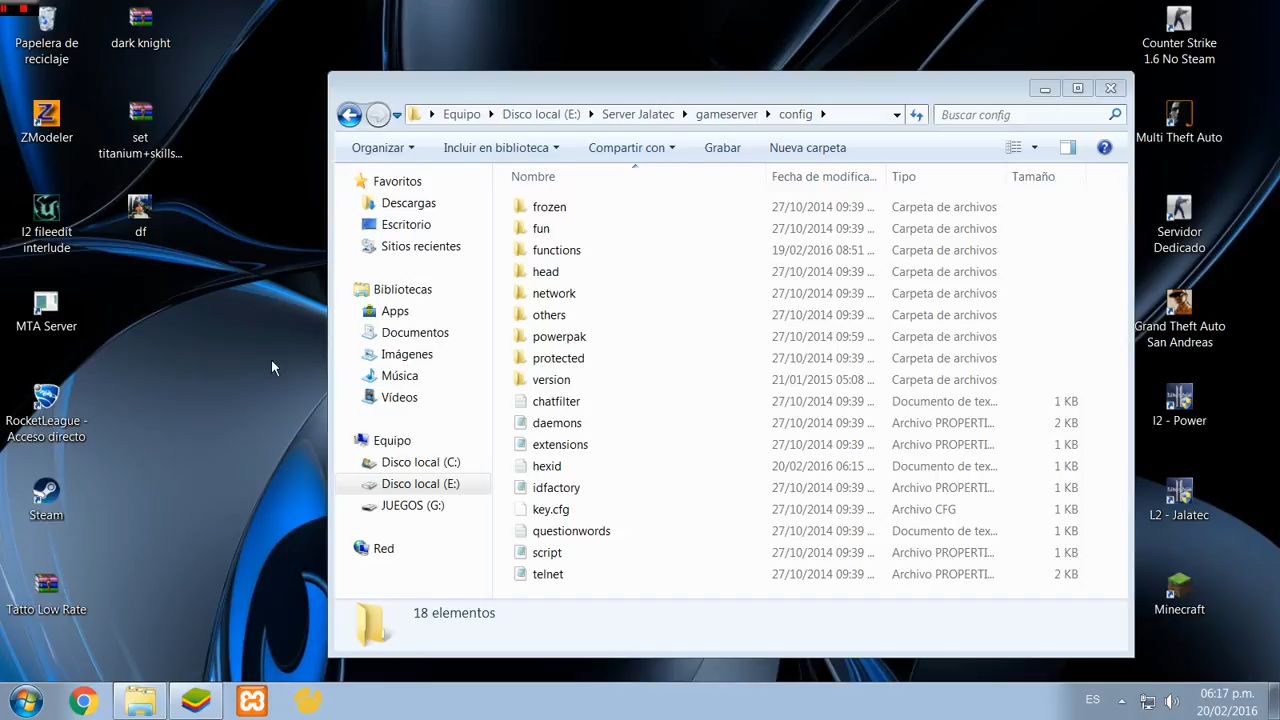 Papelera de
reciclaje
dark knight
ZModeler
set
titanium+skills...
l2 fileedit
interlude
df
MTA Server
RocketLeague -
Acceso directo
Steam
Tatto Low Rate
Equipo
Disco local (E:)
Server Jalatec
gameserver
config
Buscar config
Organizar
Incluir en biblioteca
Compartir con
Grabar
Nueva carpeta
Favoritos
Descargas
Escritorio
Sitios recientes
Bibliotecas
Apps
Documentos
Imágenes
Música
Vídeos
Equipo
Disco local (C:)
Disco local (E:)
JUEGOS (G:)
Red
Nombre Fecha de modifica... Tipo Tamaño
frozen 27/10/2014 09:39 ... Carpeta de archivos
fun 27/10/2014 09:39 ... Carpeta de archivos
functions 19/02/2016 08:51 ... Carpeta de archivos
head 27/10/2014 09:39 ... Carpeta de archivos
network 27/10/2014 09:39 ... Carpeta de archivos
others 27/10/2014 09:39 ... Carpeta de archivos
powerpak 27/10/2014 09:59 ... Carpeta de archivos
protected 27/10/2014 09:39 ... Carpeta de archivos
version 21/01/2015 05:08 ... Carpeta de archivos
chatfilter 27/10/2014 09:39 ... Documento de tex... 1 KB
daemons 27/10/2014 09:39 ... Archivo PROPERTI... 2 KB
extensions 27/10/2014 09:39 ... Archivo PROPERTI... 1 KB
hexid 20/02/2016 06:15 ... Documento de tex... 1 KB
idfactory 27/10/2014 09:39 ... Archivo PROPERTI... 1 KB
key.cfg 27/10/2014 09:39 ... Archivo CFG 1 KB
questionwords 27/10/2014 09:39 ... Documento de tex... 1 KB
script 27/10/2014 09:39 ... Archivo PROPERTI... 1 KB
telnet 27/10/2014 09:39 ... Archivo PROPERTI... 2 KB
18 elementos
Counter Strike
1.6 No Steam
Multi Theft Auto
Servidor
Dedicado
Grand Theft Auto
San Andreas
l2 - Power
L2 - Jalatec
Minecraft
ES
06:17 p.m.
20/02/2016